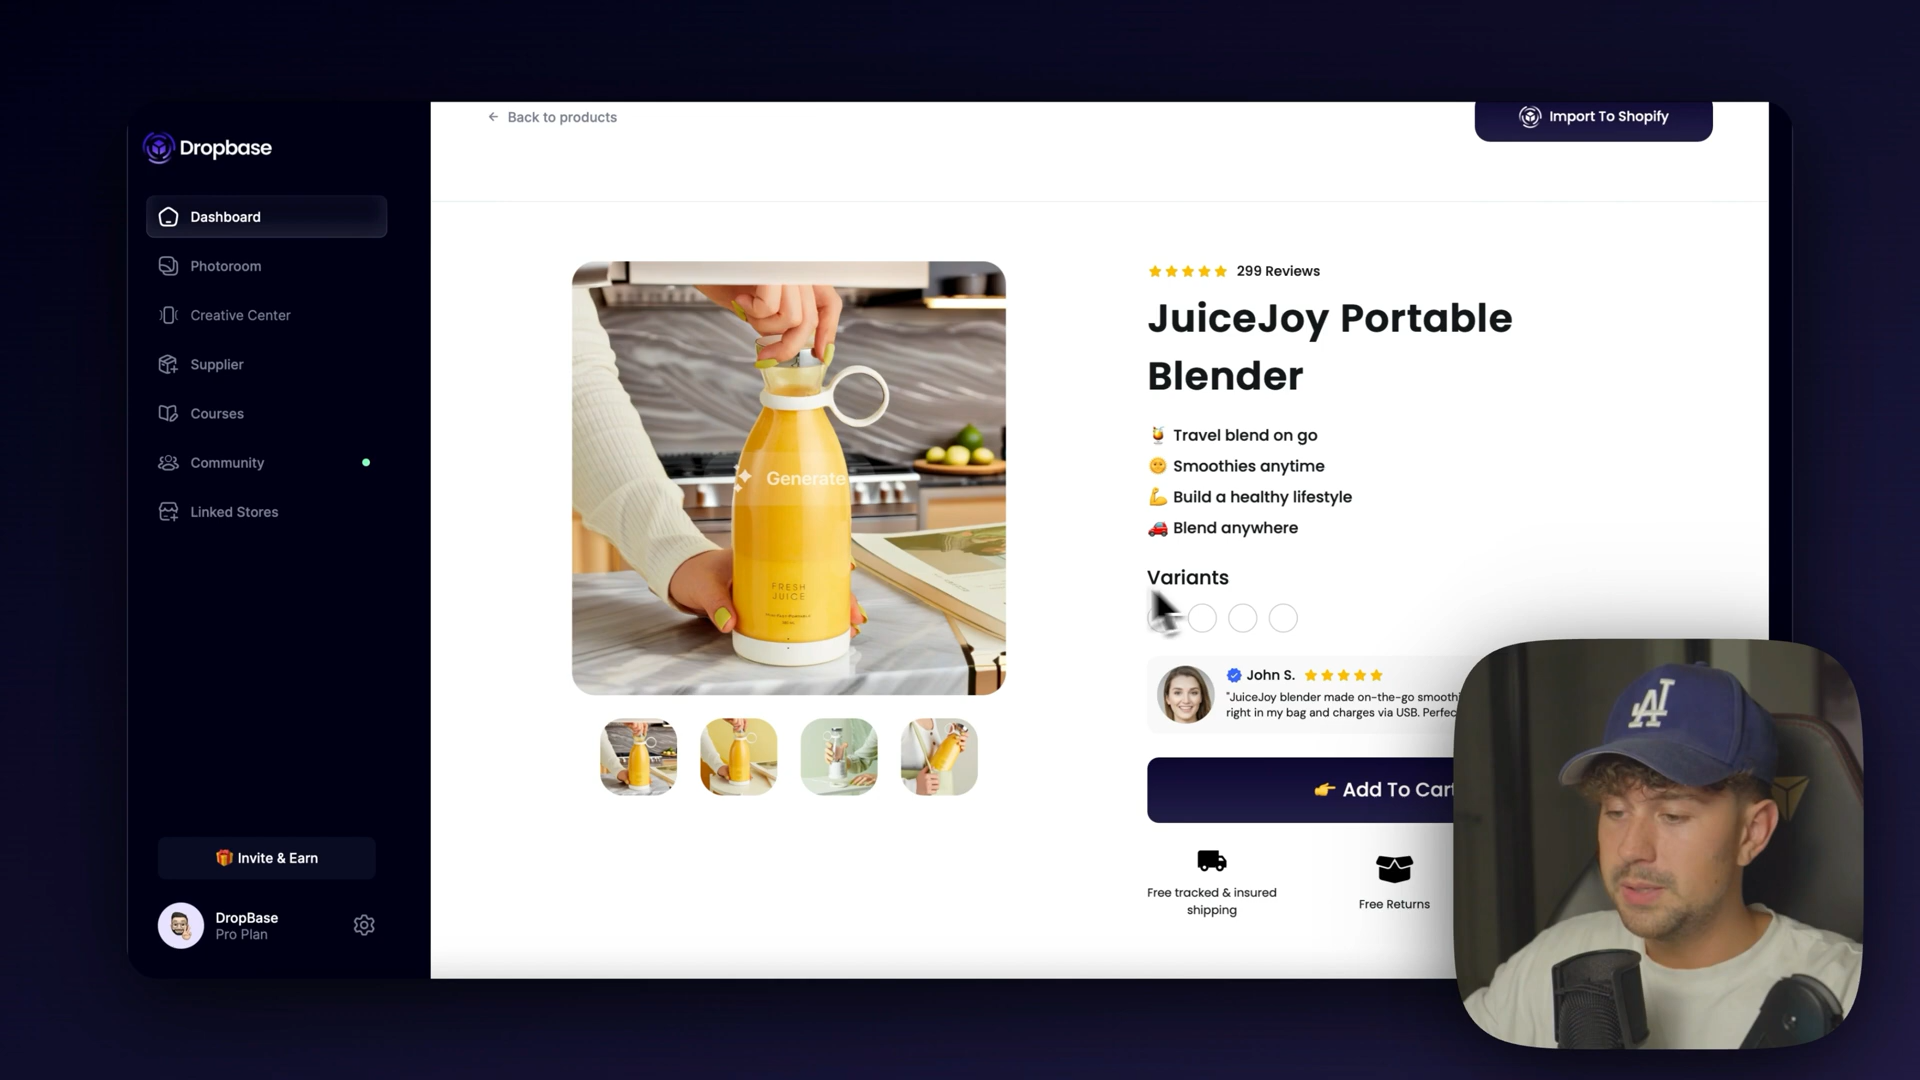 Dropbase
Dashboard
Photoroom
Creative Center
Supplier
Courses
Community
Linked Stores
Invite & Earn
DropBase
Pro Plan
Back to products
Import To Shopify
Generate
FRESH
JUICE
299 Reviews
JuiceJoy Portable
Blender
Travel blend on go
Smoothies anytime
Build a healthy lifestyle
Blend anywhere
Variants
John S.
"JuiceJoy blender made on-the-go smoothi
right in my bag and charges via USB. Perfec
Add To Cart
Free tracked & insured
shipping
Free Returns